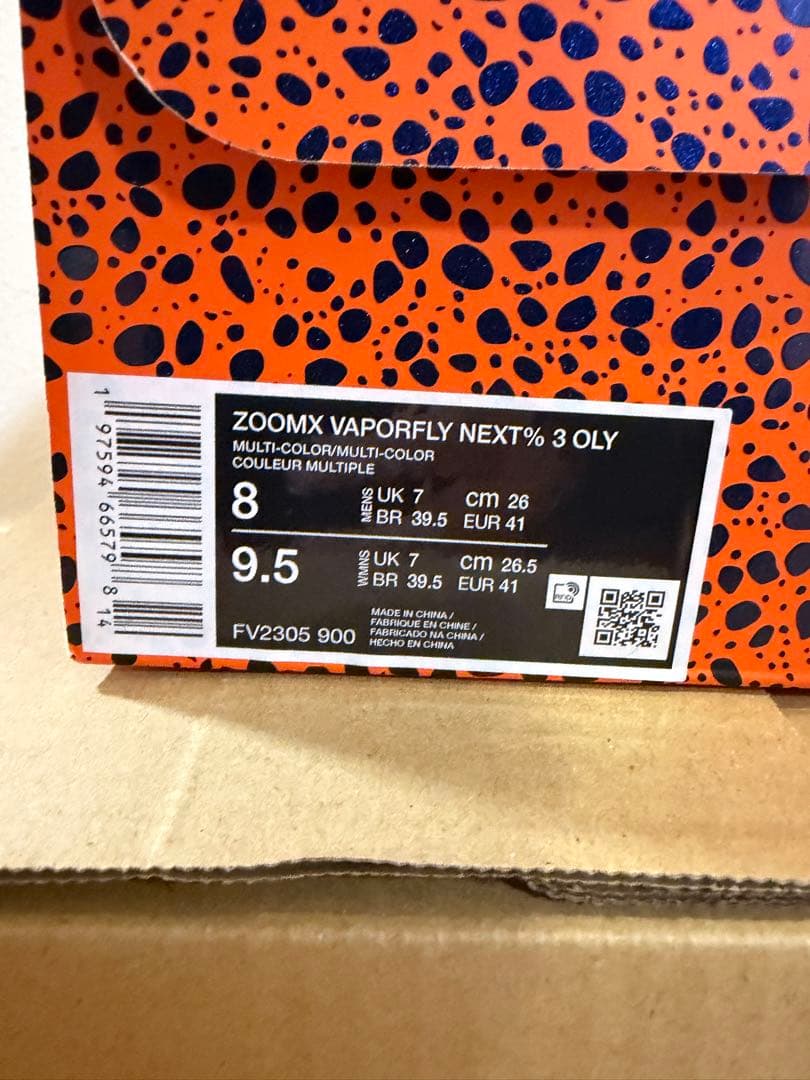 ZOOMX VAPORFLY NEXT% 3 OLY
MULTI-COLOR/MULTI-COLOR
COULEUR MULTIPLE
8 MENS UK 7 cm 26
BR 39.5 EUR 41
9.5 WMNS UK 7 cm 26.5
BR 39.5 EUR 41
RFID
FV2305 900
MADE IN CHINA /
FABRIQUE EN CHINE /
FABRICADO NA CHINA /
HECHO EN CHINA
1 97594 66579 8 14